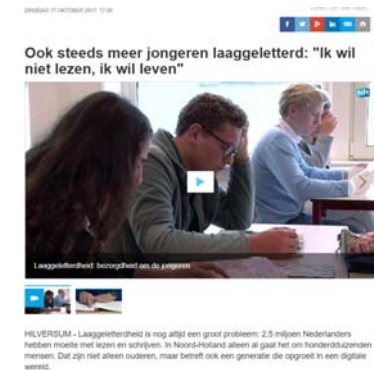 DINSDAG 17 OKTOBER 2017, 17:00
Ook steeds meer jongeren laaggeletterd: "Ik wil
niet lezen, ik wil leven"
Laaggeletterdheid: bezorgdheid om de jongeren
HILVERSUM - Laaggeletterdheid is nog altijd een groot probleem: 2,5 miljoen Nederlanders
hebben moeite met lezen en schrijven. In Noord-Holland alleen al gaat het om honderdduizenden
mensen. Dat zijn niet alleen ouderen, maar betreft ook een generatie die opgroeit in een digitale
wereld.